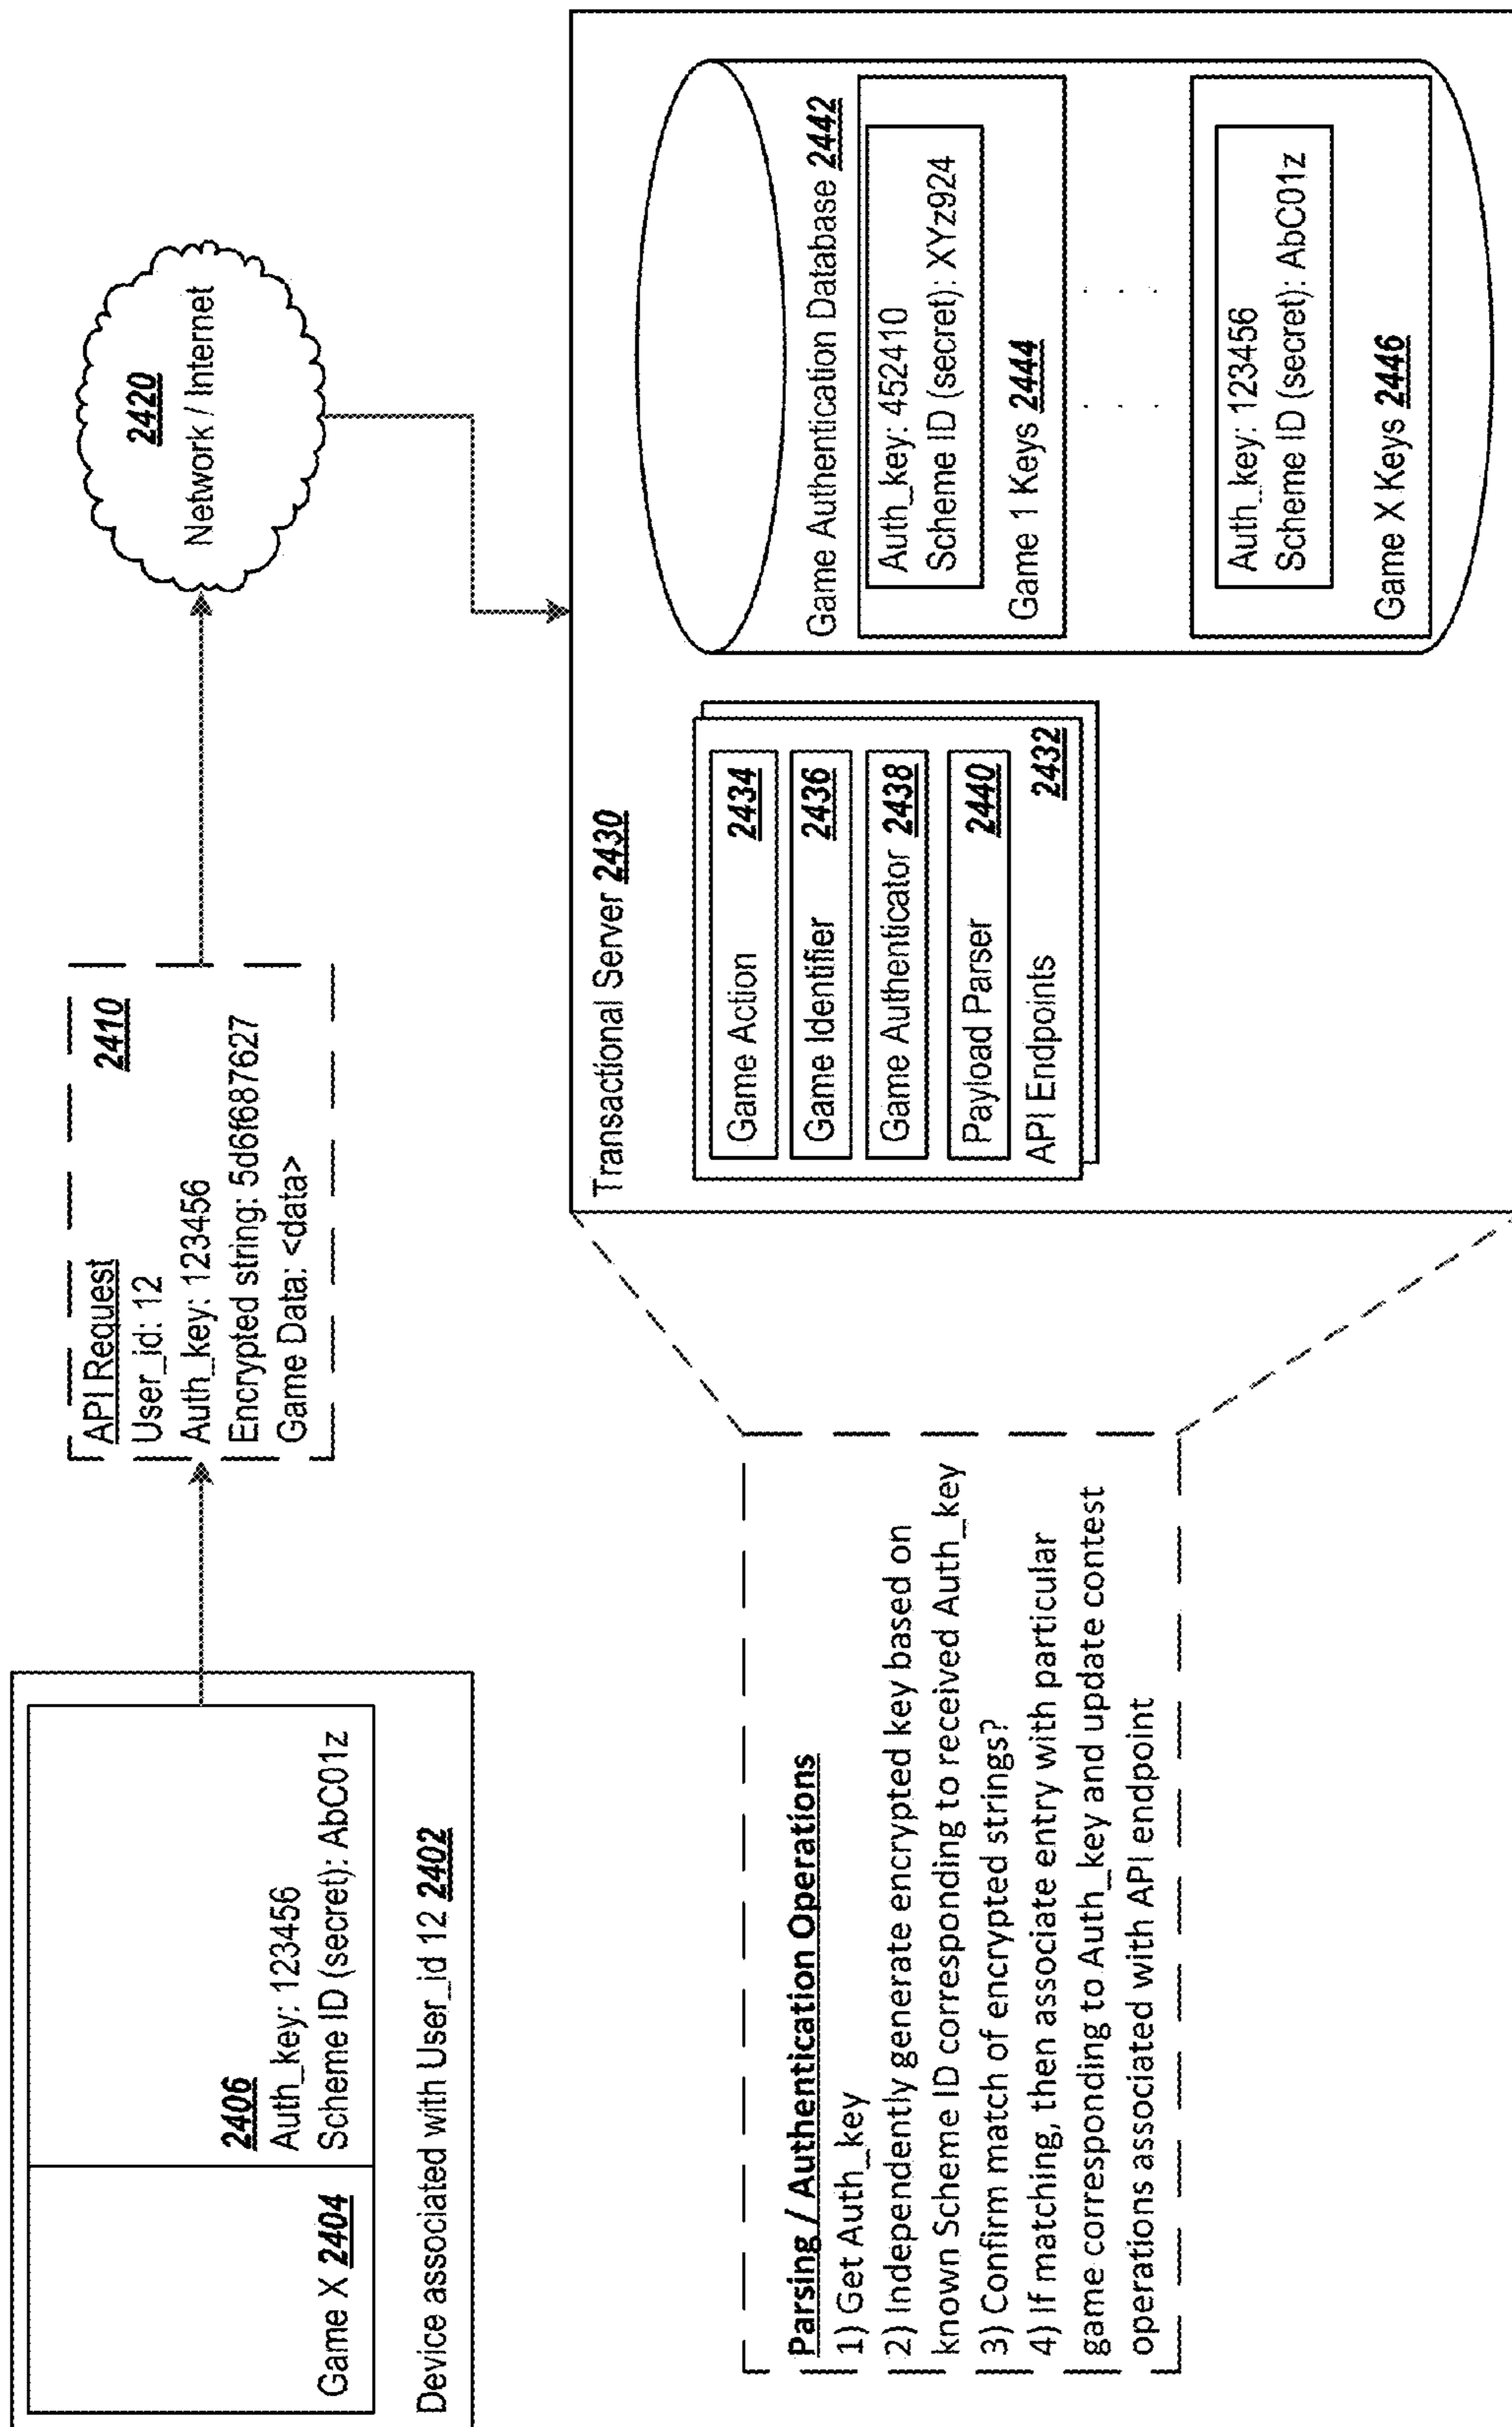 Game X 2404
2406
Auth_key: 123456
Scheme ID (secret): AbC01z
Device associated with User_id 12 2402
API Request 2410
User_id: 12
Auth_key: 123456
Encrypted string: 5d6f687627
Game Data: <data>
2420
Network / Internet
Parsing / Authentication Operations
1) Get Auth_key
2) Independently generate encrypted key based on
known Scheme ID corresponding to received Auth_key
3) Confirm match of encrypted strings?
4) If matching, then associate entry with particular
game corresponding to Auth_key and update contest
operations associated with API endpoint
Transactional Server 2430
Game Action 2434
Game Identifier 2436
Game Authenticator 2438
Payload Parser 2440
API Endpoints 2432
Game Authentication Database 2442
Auth_key: 452410
Scheme ID (secret): XYz924
Game 1 Keys 2444
Auth_key: 123456
Scheme ID (secret): AbC01z
Game X Keys 2446